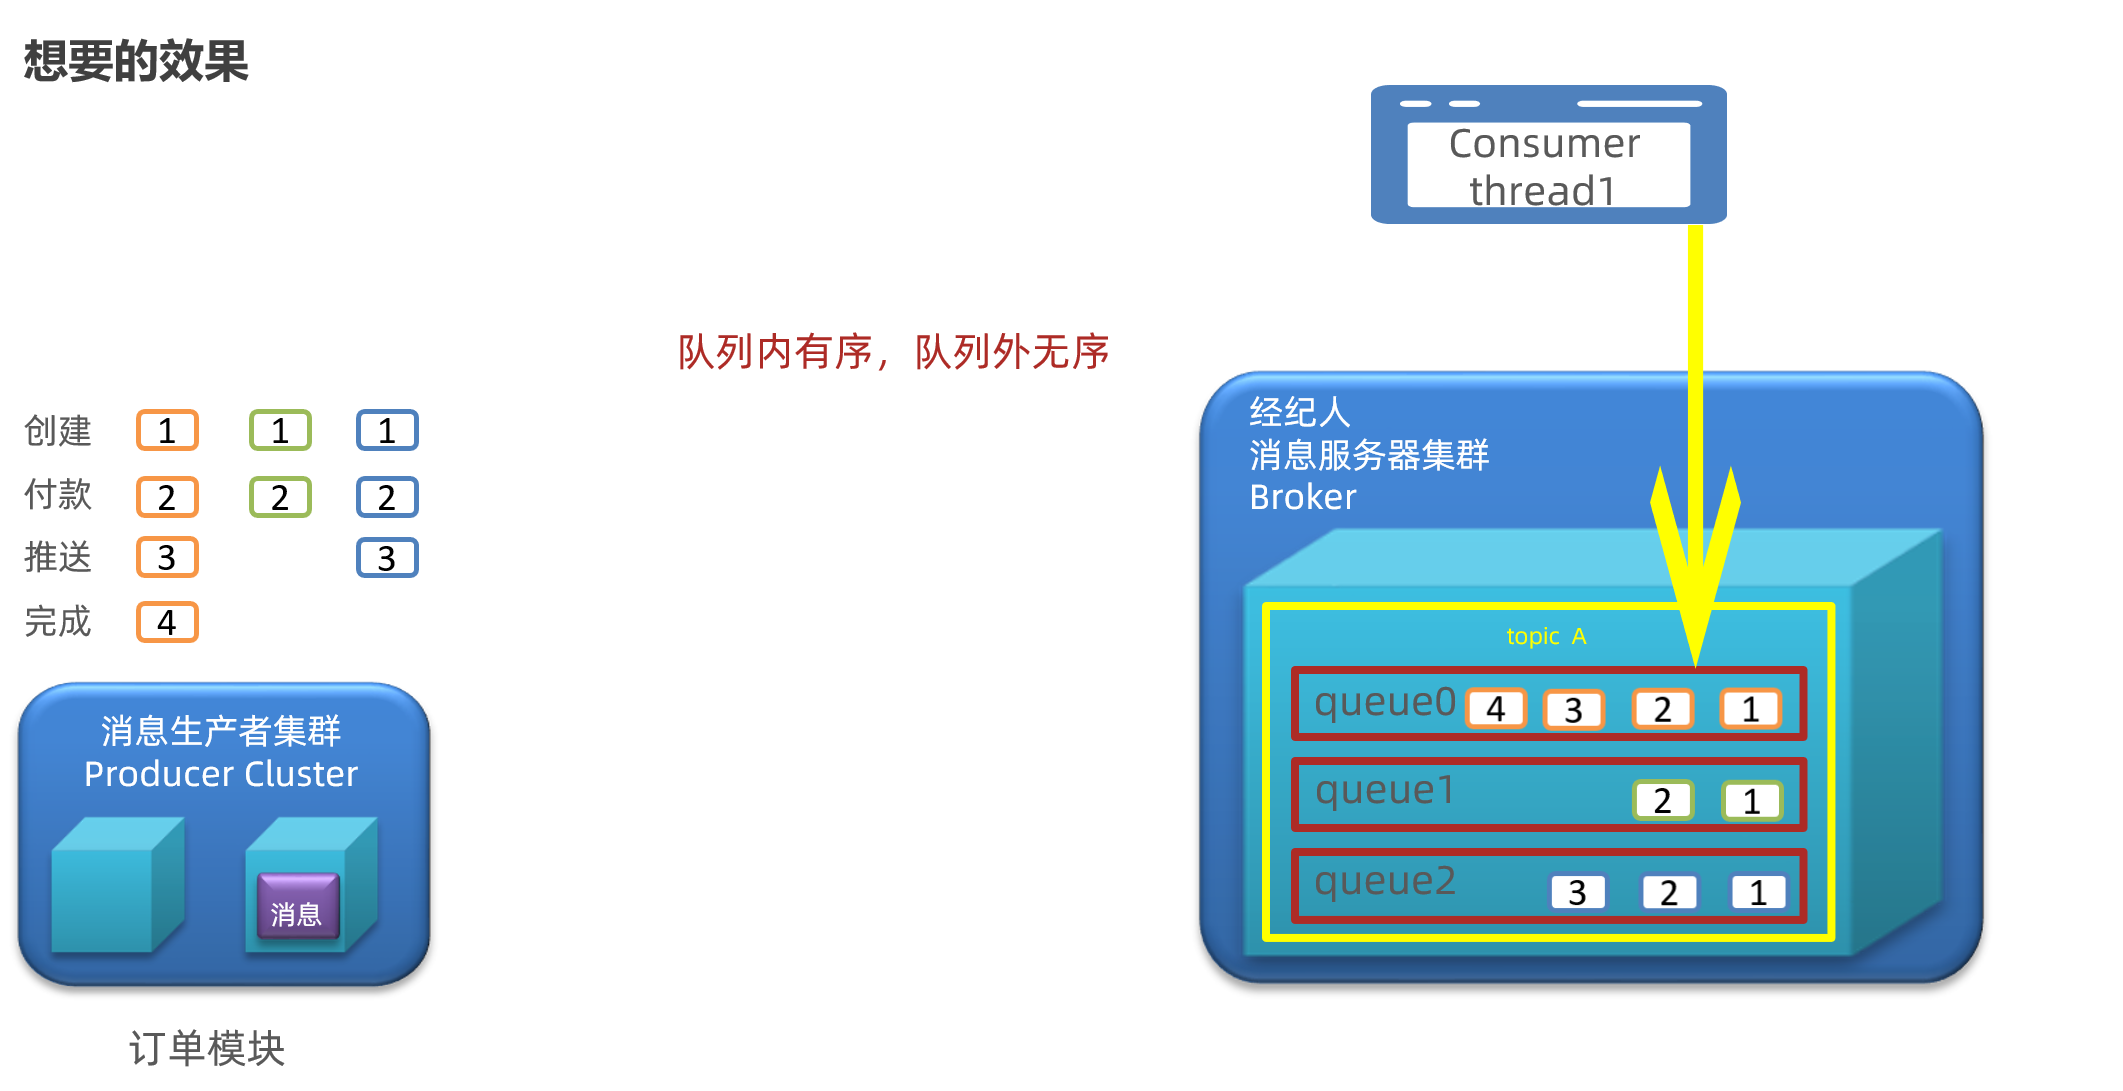 想要的效果
Consumer
thread1
队列内有序，队列外无序
创建 1 1 1
付款 2 2 2
推送 3 3
完成 4
经纪人
消息服务器集群
Broker
topic A
queue0 4 3 2 1
queue1 2 1
queue2 3 2 1
消息生产者集群
Producer Cluster
消息
订单模块